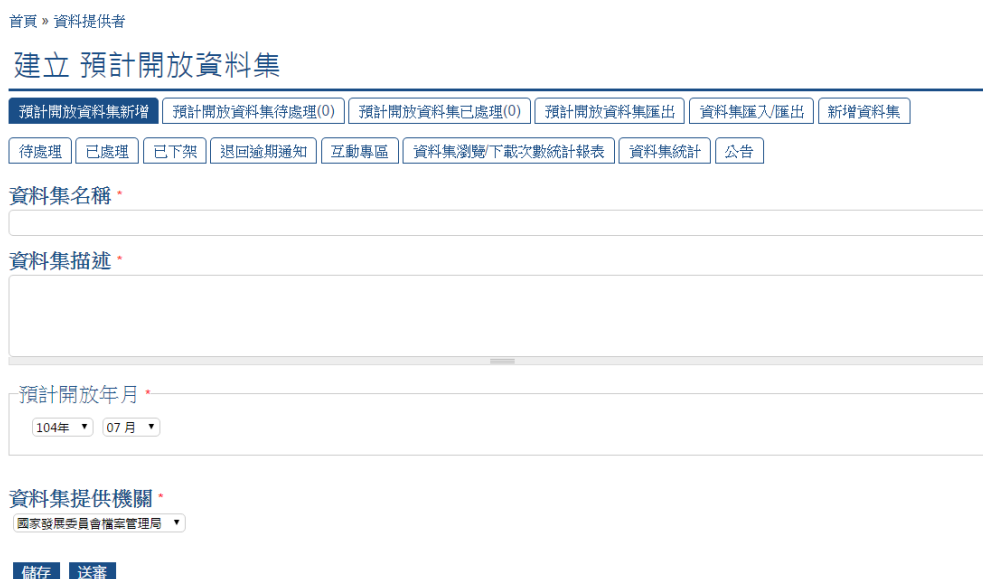 首頁 » 資料提供者
建立 預計開放資料集
預計開放資料集新增 預計開放資料集待處理(0) 預計開放資料集已處理(0) 預計開放資料集匯出 資料集匯入/匯出 新增資料集
待處理 已處理 已下架 退回逾期通知 互動專區 資料集瀏覽/下載次數統計報表 資料集統計 公告
資料集名稱 *
資料集描述 *
預計開放年月 *
104年 07 月
資料集提供機關 *
國家發展委員會檔案管理局
儲存 送審